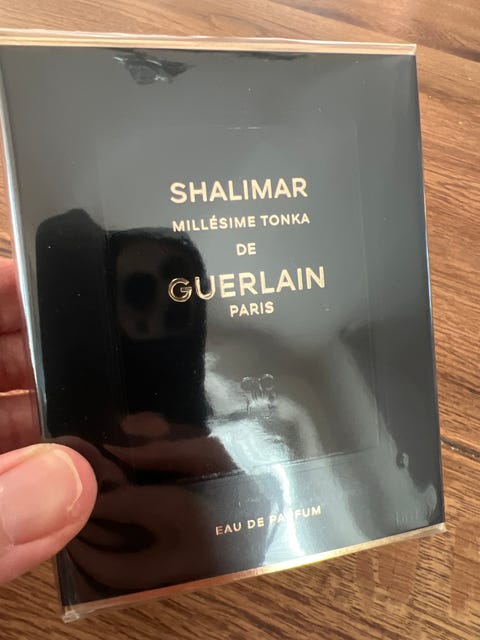 SHALIMAR
MILLÉSIME TONKA
DE
GUERLAIN
PARIS
EAU DE PARFUM